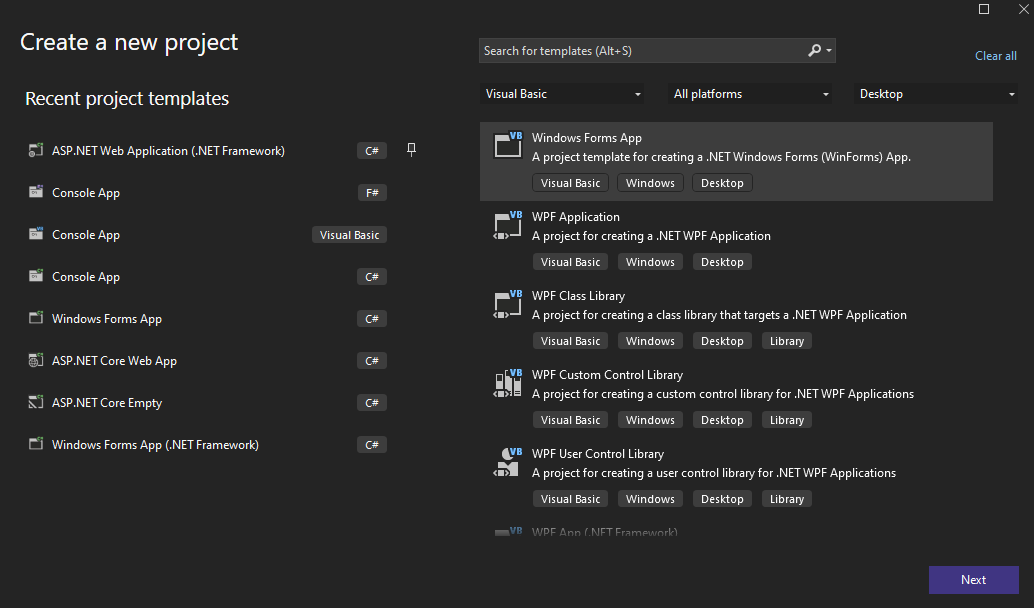 Create a new project
Recent project templates
ASP.NET Web Application (.NET Framework) C#
Console App F#
Console App Visual Basic
Console App C#
Windows Forms App C#
ASP.NET Core Web App C#
ASP.NET Core Empty C#
Windows Forms App (.NET Framework) C#
Search for templates (Alt+S)
Clear all
Visual Basic All platforms Desktop
VB Windows Forms App
A project template for creating a .NET Windows Forms (WinForms) App.
Visual Basic Windows Desktop
VB WPF Application
A project for creating a .NET WPF Application
Visual Basic Windows Desktop
VB WPF Class Library
A project for creating a class library that targets a .NET WPF Application
Visual Basic Windows Desktop Library
VB WPF Custom Control Library
A project for creating a custom control library for .NET WPF Applications
Visual Basic Windows Desktop Library
VB WPF User Control Library
A project for creating a user control library for .NET WPF Applications
Visual Basic Windows Desktop Library
VB WPF App (.NET Framework)
Next